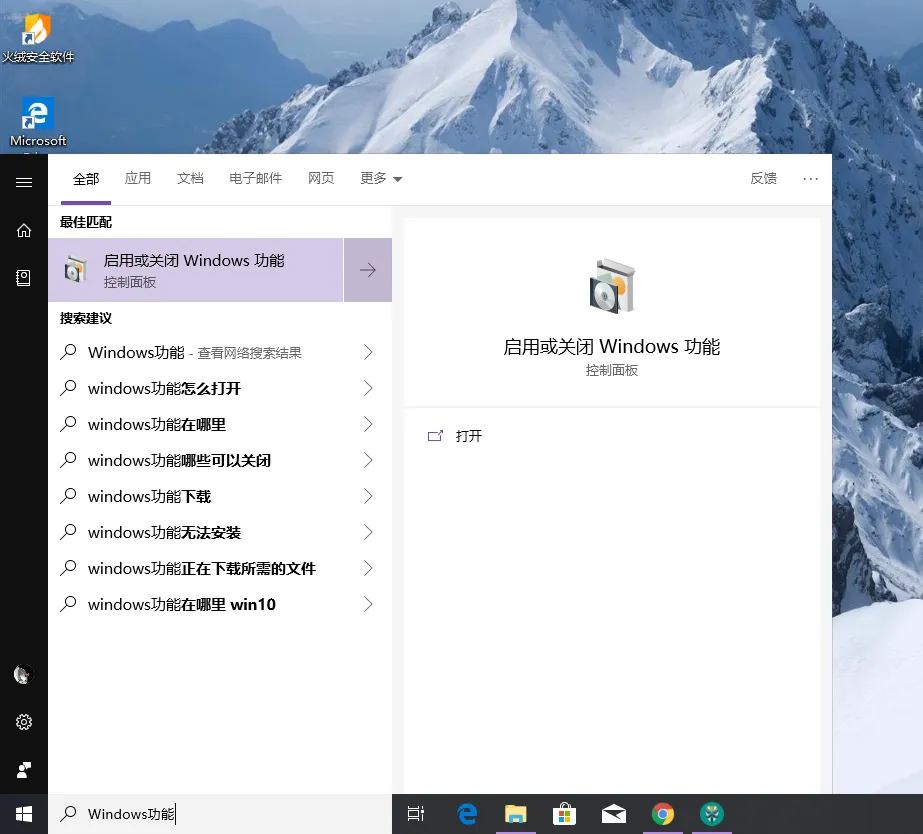 火绒安全软件
Microsoft
全部 应用 文档 电子邮件 网页 更多 反馈 ···
最佳匹配
启用或关闭 Windows 功能
控制面板
搜索建议
Windows功能 - 查看网络搜索结果
windows功能怎么打开
windows功能在哪里
windows功能哪些可以关闭
windows功能下载
windows功能无法安装
windows功能正在下载所需的文件
windows功能在哪里 win10
启用或关闭 Windows 功能
控制面板
打开
Windows功能